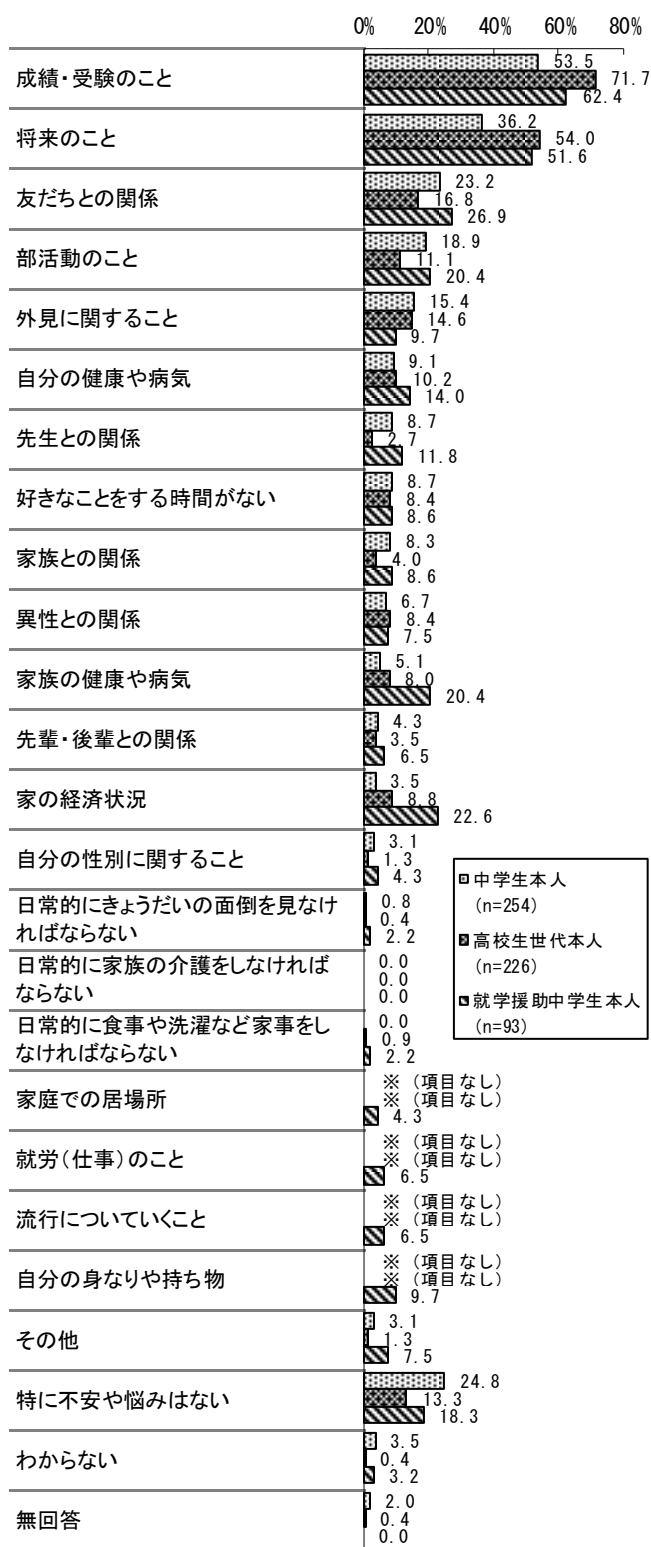 0% 20% 40% 60% 80%
成績・受験のこと
53.5
71.7
62.4
将来のこと
36.2
54.0
51.6
友だちとの関係
23.2
16.8
26.9
部活動のこと
18.9
11.1
20.4
外見に関すること
15.4
14.6
9.7
自分の健康や病気
9.1
10.2
14.0
先生との関係
8.7
2.7
11.8
好きなことをする時間がない
8.7
8.4
8.6
家族との関係
8.3
4.0
8.6
異性との関係
6.7
8.4
7.5
家族の健康や病気
5.1
8.0
20.4
先輩・後輩との関係
4.3
3.5
6.5
家の経済状況
3.5
8.8
22.6
自分の性別に関すること
3.1
1.3
4.3
日常的にきょうだいの面倒を見なけ
ればならない
0.8
0.4
2.2
日常的に家族の介護をしなければ
ならない
0.0
0.0
0.0
日常的に食事や洗濯など家事をし
なければならない
0.0
0.9
2.2
家庭での居場所
※（項目なし）
※（項目なし）
4.3
就労（仕事）のこと
※（項目なし）
※（項目なし）
6.5
流行についていくこと
※（項目なし）
※（項目なし）
6.5
自分の身なりや持ち物
※（項目なし）
※（項目なし）
9.7
その他
3.1
1.3
7.5
特に不安や悩みはない
24.8
13.3
18.3
わからない
3.5
0.4
3.2
無回答
2.0
0.4
0.0
中学生本人
(n=254)
高校生世代本人
(n=226)
就学援助中学生本人
(n=93)